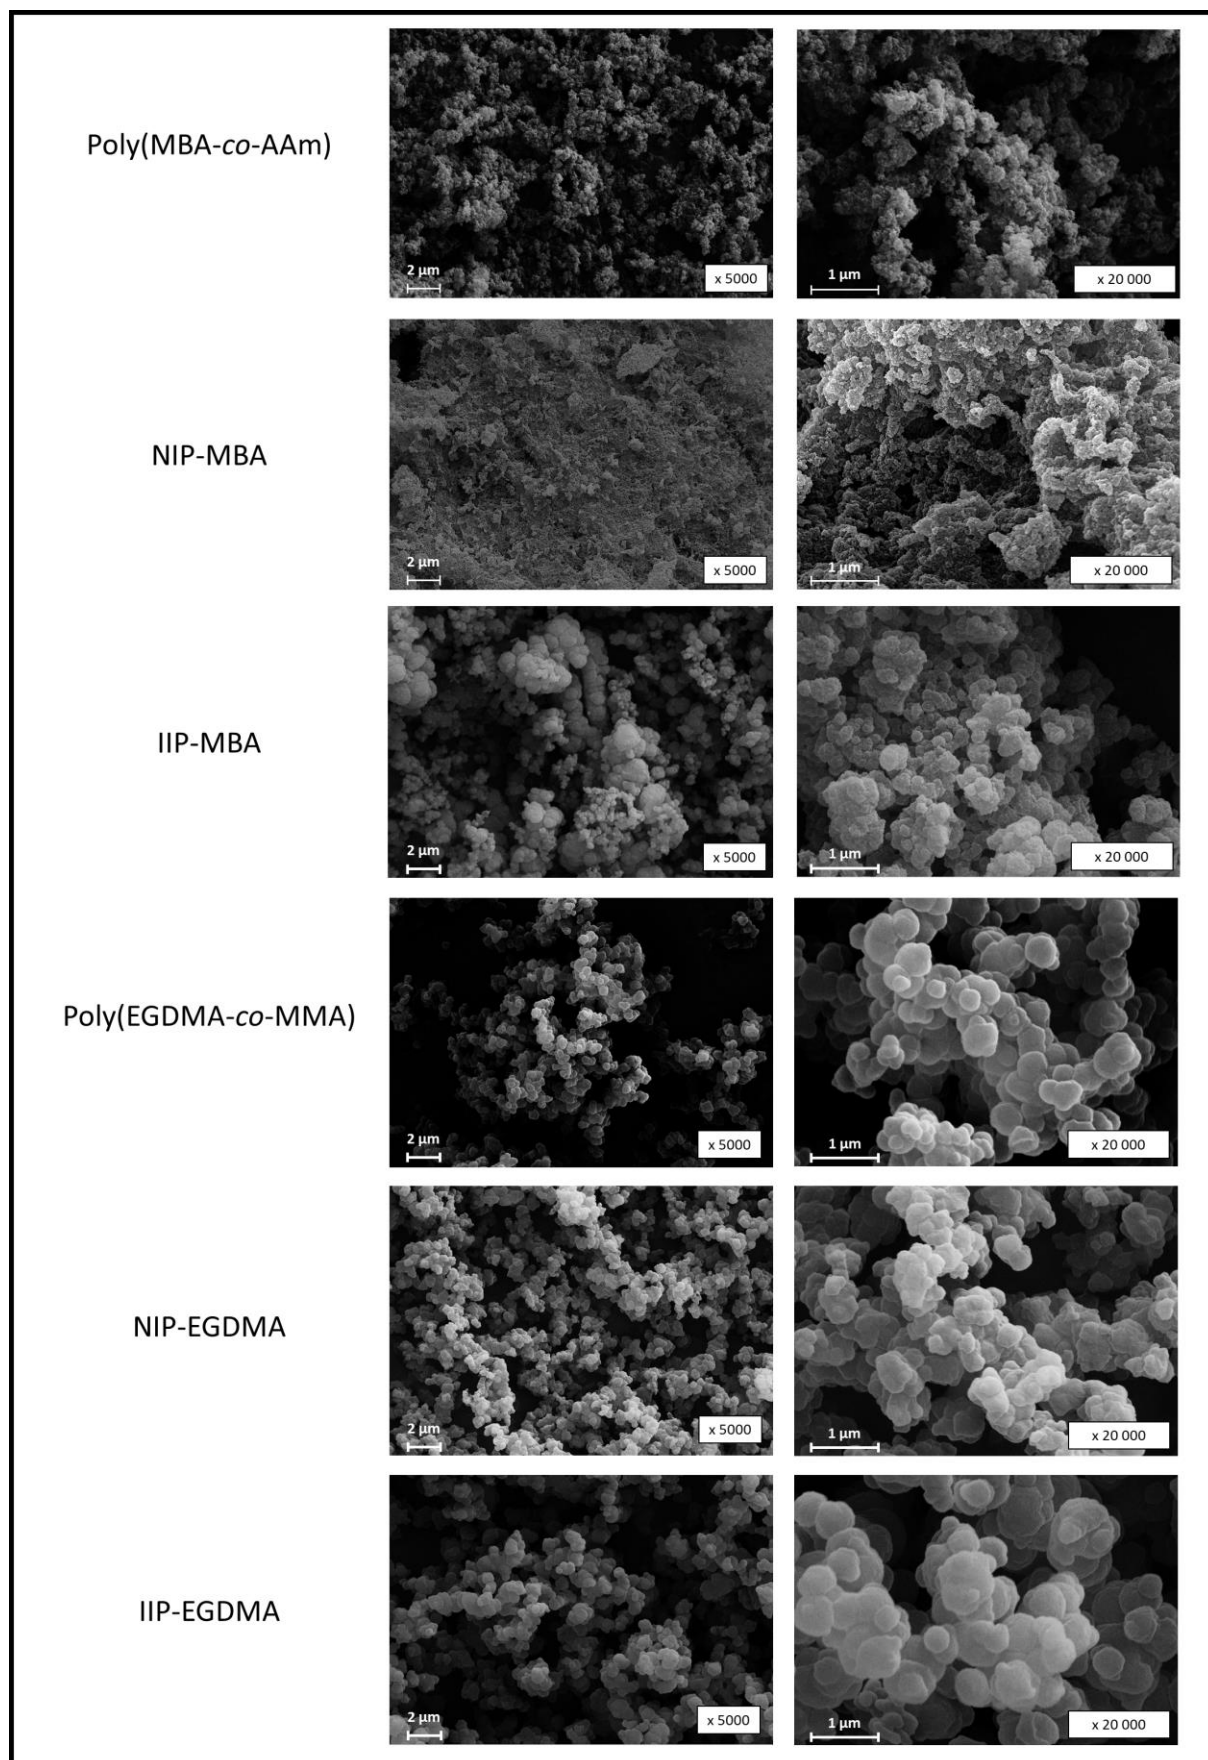 Poly(MBA-co-AAm)
2 µm
x 5000
1 µm
x 20 000
NIP-MBA
2 µm
x 5000
1 µm
x 20 000
IIP-MBA
2 µm
x 5000
1 µm
x 20 000
Poly(EGDMA-co-MMA)
2 µm
x 5000
1 µm
x 20 000
NIP-EGDMA
2 µm
x 5000
1 µm
x 20 000
IIP-EGDMA
2 µm
x 5000
1 µm
x 20 000